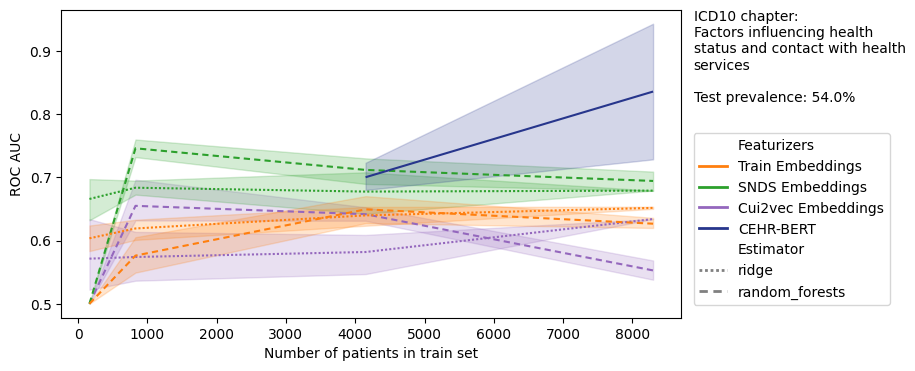 ICD10 chapter:
Factors influencing health
status and contact with health
services
Test prevalence: 54.0%
0.9
0.8
0.7
0.6
0.5
ROC AUC
0 1000 2000 3000 4000 5000 6000 7000 8000
Number of patients in train set
Featurizers
Train Embeddings
SNDS Embeddings
Cui2vec Embeddings
CEHR-BERT
Estimator
ridge
random_forests